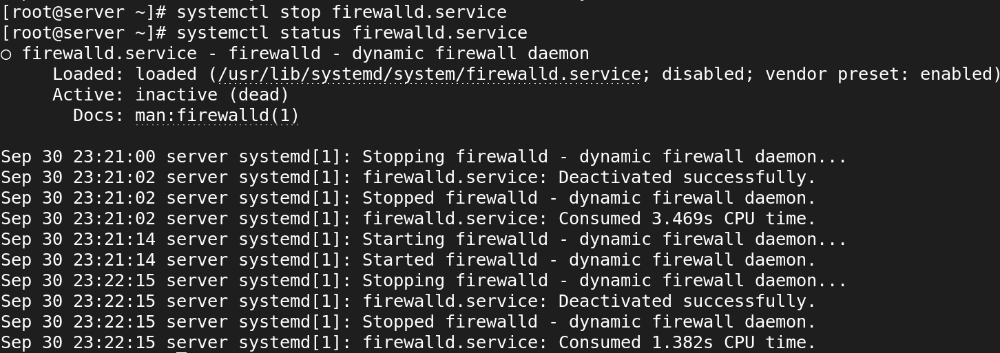 [root@server ~]# systemctl stop firewalld.service
[root@server ~]# systemctl status firewalld.service
○ firewalld.service - firewalld - dynamic firewall daemon
     Loaded: loaded (/usr/lib/systemd/system/firewalld.service; disabled; vendor preset: enabled)
     Active: inactive (dead)
       Docs: man:firewalld(1)

Sep 30 23:21:00 server systemd[1]: Stopping firewalld - dynamic firewall daemon...
Sep 30 23:21:02 server systemd[1]: firewalld.service: Deactivated successfully.
Sep 30 23:21:02 server systemd[1]: Stopped firewalld - dynamic firewall daemon.
Sep 30 23:21:02 server systemd[1]: firewalld.service: Consumed 3.469s CPU time.
Sep 30 23:21:14 server systemd[1]: Starting firewalld - dynamic firewall daemon...
Sep 30 23:21:14 server systemd[1]: Started firewalld - dynamic firewall daemon.
Sep 30 23:22:15 server systemd[1]: Stopping firewalld - dynamic firewall daemon...
Sep 30 23:22:15 server systemd[1]: firewalld.service: Deactivated successfully.
Sep 30 23:22:15 server systemd[1]: Stopped firewalld - dynamic firewall daemon.
Sep 30 23:22:15 server systemd[1]: firewalld.service: Consumed 1.382s CPU time.